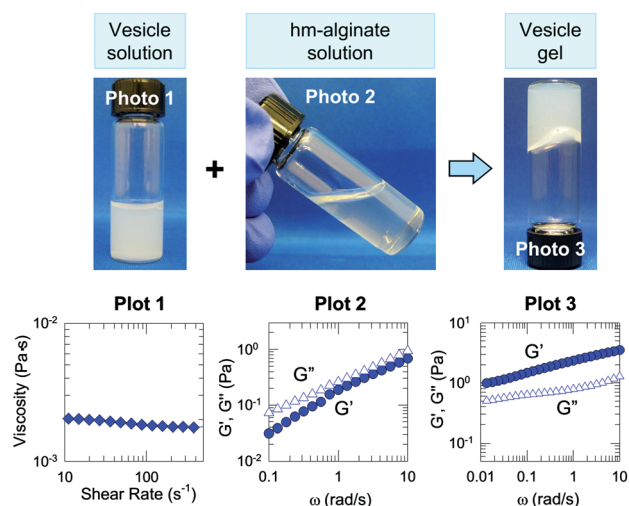 Vesicle
solution
hm-alginate
solution
Vesicle
gel
Photo 1
Photo 2
Photo 3
+
Plot 1
Plot 2
Plot 3
Viscosity (Pa·s)
10⁻²
10⁻³
10
100
Shear Rate (s⁻¹)
G', G" (Pa)
10⁰
10⁻¹
10⁻²
G"
G'
0.1
1
10
ω (rad/s)
G', G" (Pa)
10¹
10⁰
10⁻¹
G'
G"
0.01
0.1
1
10
ω (rad/s)